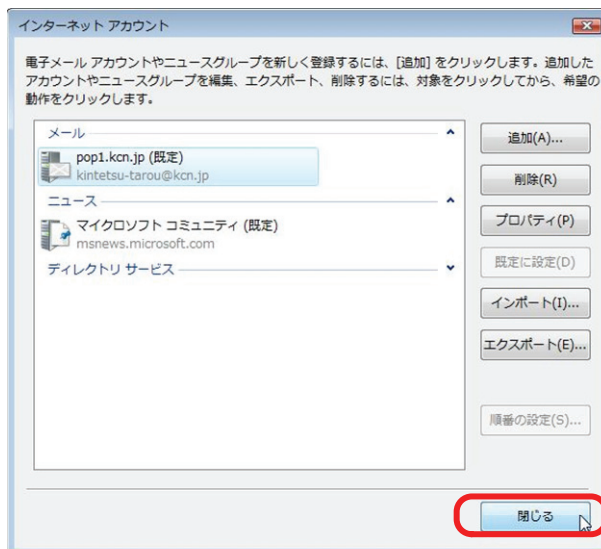 インターネット アカウント
電子メール アカウントやニュースグループを新しく登録するには、[追加] をクリックします。追加した
アカウントやニュースグループを編集、エクスポート、削除するには、対象をクリックしてから、希望の
動作をクリックします。
メール
pop1.kcn.jp (既定)
kintetsu-tarou@kcn.jp
ニュース
マイクロソフト コミュニティ (既定)
msnews.microsoft.com
ディレクトリ サービス
追加(A)...
削除(R)
プロパティ(P)
既定に設定(D)
インポート(I)...
エクスポート(E)...
順番の設定(S)...
閉じる